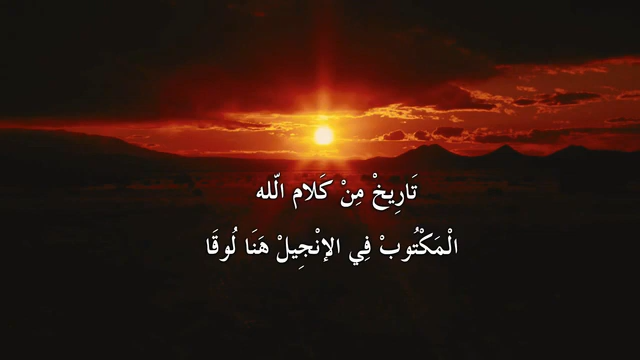 تَارِيخْ مِنْ كَلام الّله
الْمَكْتُوبْ فِي الإنْجِيلْ هَنَا لُوقَا